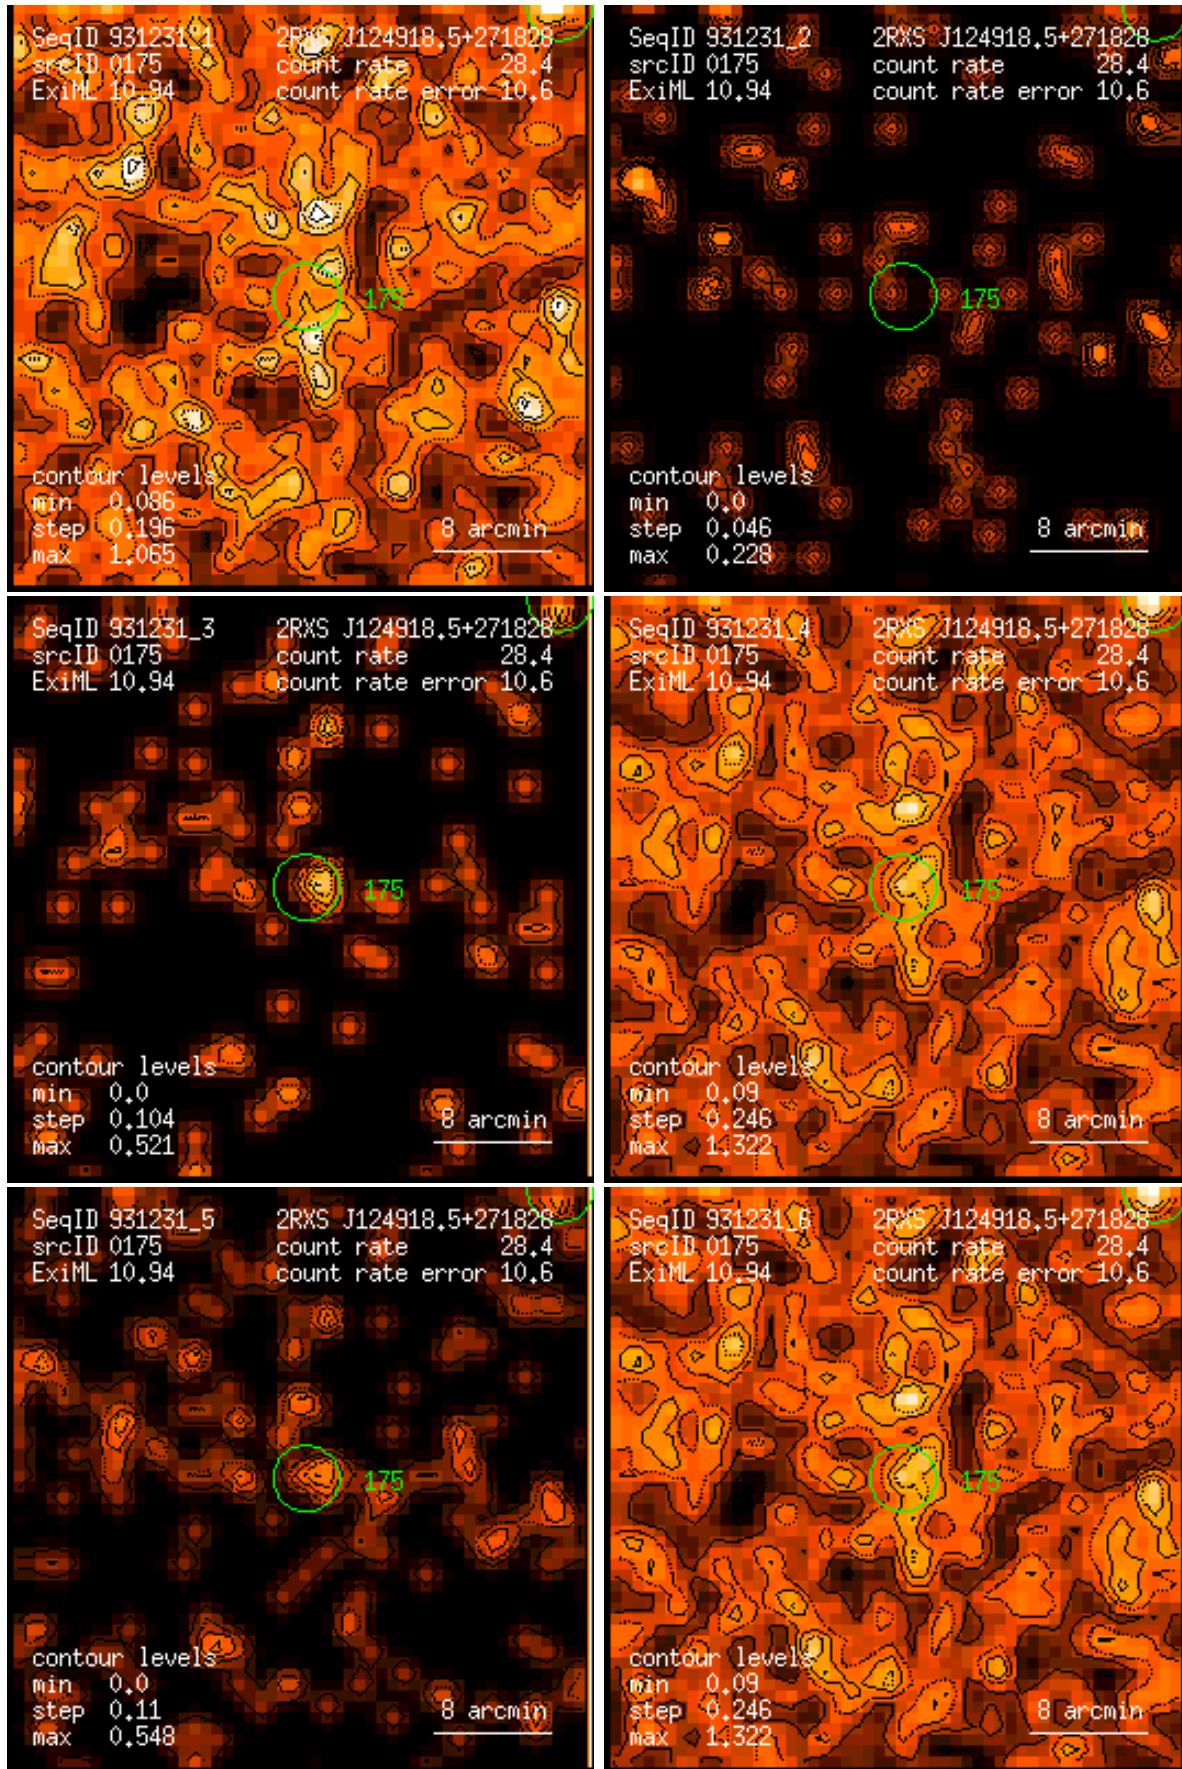 SeqID 931231_1 2RXS J124918.5+271828
srcID 0175 count rate 28.4
ExiML 10.94 count rate error 10.6
175
contour levels
min 0.086
step 0.196 8 arcmin
max 1.065
SeqID 931231_2 2RXS J124918.5+271828
srcID 0175 count rate 28.4
ExiML 10.94 count rate error 10.6
175
contour levels
min 0.0
step 0.046 8 arcmin
max 0.228
SeqID 931231_3 2RXS J124918.5+271828
srcID 0175 count rate 28.4
ExiML 10.94 count rate error 10.6
175
contour levels
min 0.0
step 0.104 8 arcmin
max 0.521
SeqID 931231_4 2RXS J124918.5+271828
srcID 0175 count rate 28.4
ExiML 10.94 count rate error 10.6
175
contour levels
min 0.09
step 0.246 8 arcmin
max 1.322
SeqID 931231_5 2RXS J124918.5+271828
srcID 0175 count rate 28.4
ExiML 10.94 count rate error 10.6
175
contour levels
min 0.0
step 0.11 8 arcmin
max 0.548
SeqID 931231_6 2RXS J124918.5+271828
srcID 0175 count rate 28.4
ExiML 10.94 count rate error 10.6
175
contour levels
min 0.09
step 0.246 8 arcmin
max 1.322